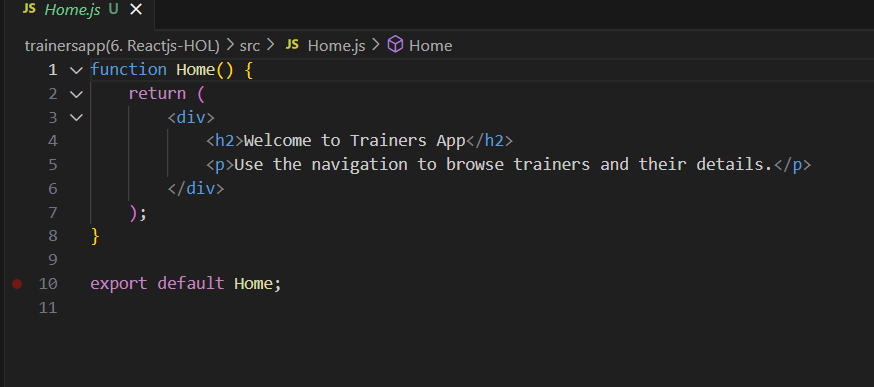 JS Home.js U ×
trainersapp(6. Reactjs-HOL) > src > JS Home.js > Home
1 function Home() {
2     return (
3         <div>
4             <h2>Welcome to Trainers App</h2>
5             <p>Use the navigation to browse trainers and their details.</p>
6         </div>
7     );
8 }
9
10 export default Home;
11